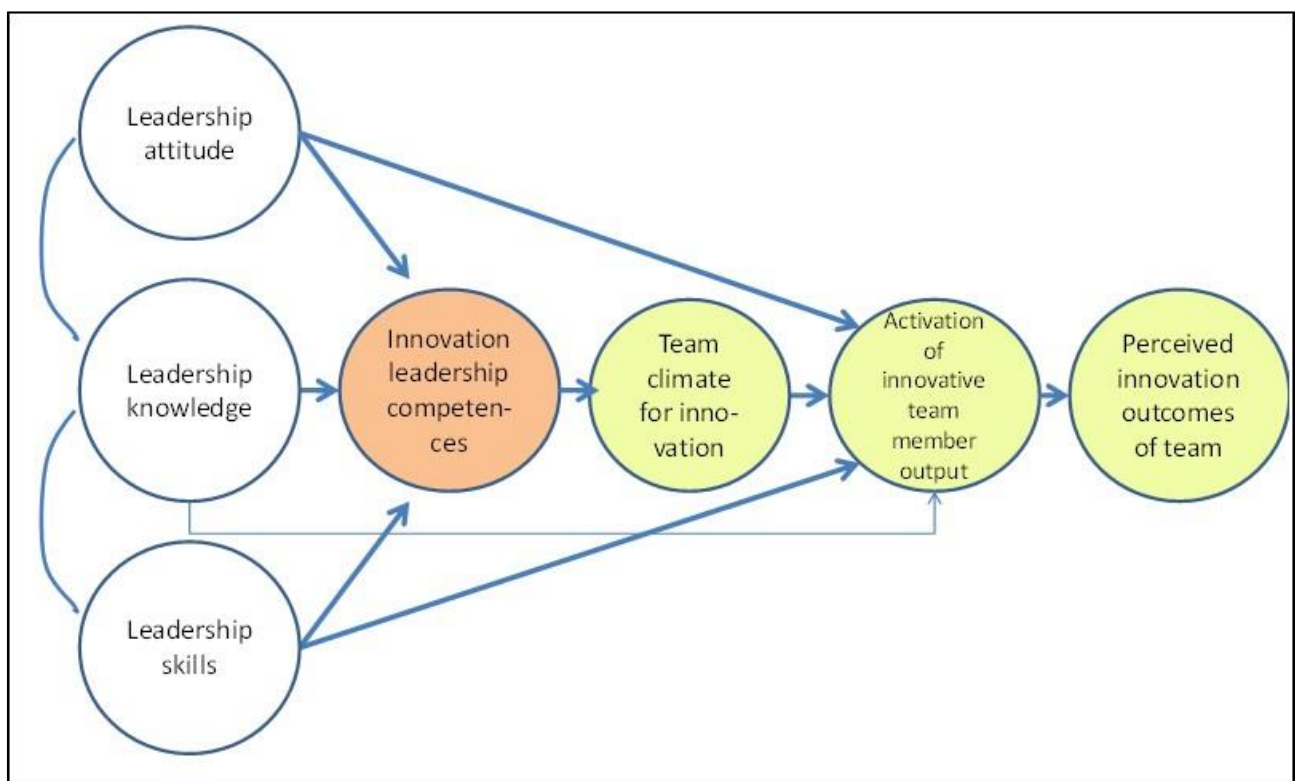 Leadership
attitude
Leadership
knowledge
Leadership
skills
Innovation
leadership
competen-
ces
Team
climate
for inno-
vation
Activation
of
innovative
team
member
output
Perceived
innovation
outcomes
of team